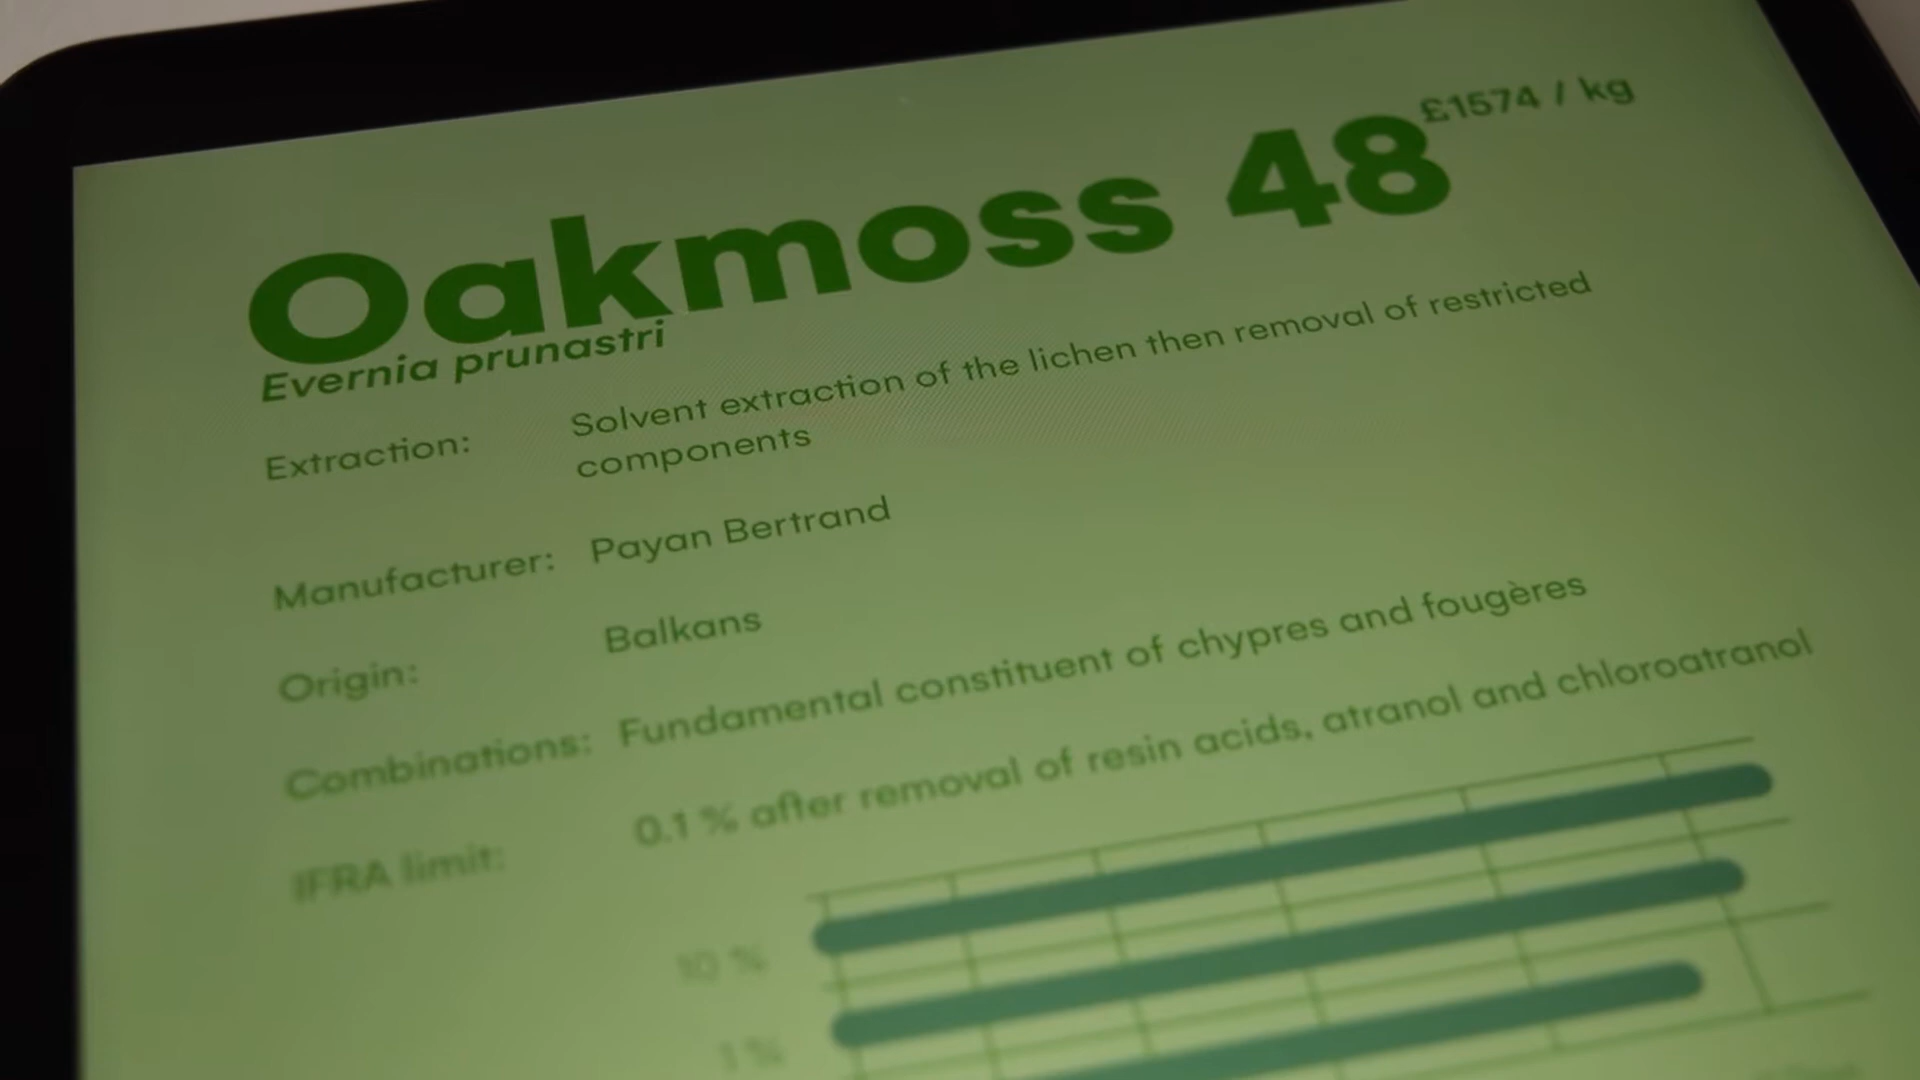 Oakmoss 48 £1574 / kg
Evernia prunastri
Extraction: Solvent extraction of the lichen then removal of restricted
components
Manufacturer: Payan Bertrand
Origin: Balkans
Combinations: Fundamental constituent of chypres and fougères
IFRA limit: 0.1 % after removal of resin acids, atranol and chloroatranol
10 %
1 %